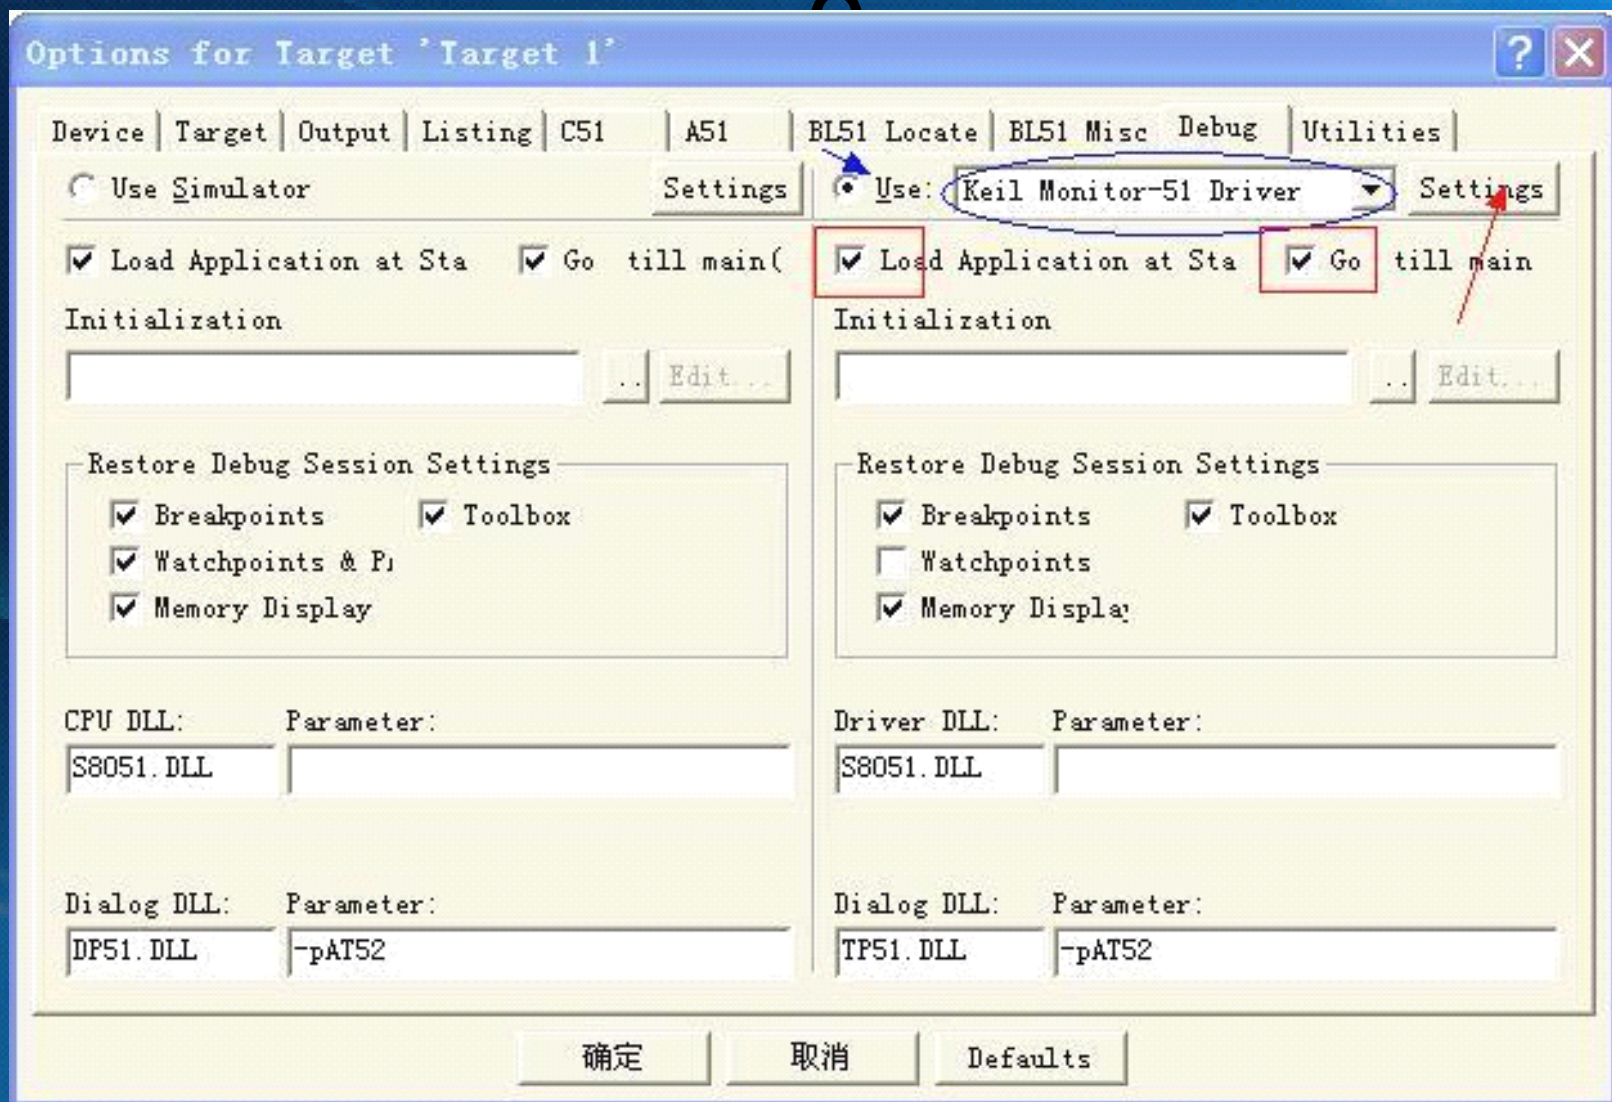 Options for Target 'Target 1'
Device Target Output Listing C51 A51 BL51 Locate BL51 Misc Debug Utilities
Use Simulator Settings Use: Keil Monitor-51 Driver Settings
Load Application at Sta Go till main( Load Application at Sta Go till main
Initialization Initialization
.. Edit... .. Edit...
Restore Debug Session Settings Restore Debug Session Settings
Breakpoints Toolbox Breakpoints Toolbox
Watchpoints & Watchpoints
Memory Display Memory Display
CPU DLL: Parameter: Driver DLL: Parameter:
S8051.DLL S8051.DLL
Dialog DLL: Parameter: Dialog DLL: Parameter:
DP51.DLL -pAT52 TP51.DLL -pAT52
确定 取消 Defaults